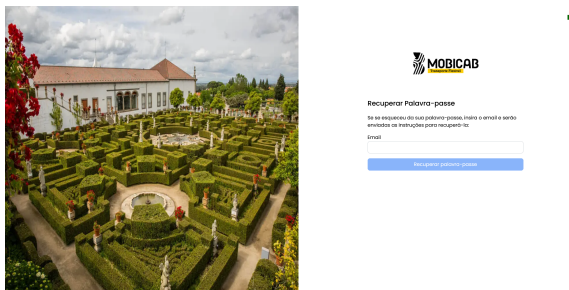 MOBICAB
Transporte Flexível
Recuperar Palavra-passe
Se se esqueceu da sua palavra-passe, insira o email e serão
enviadas as instruções para recuperá-la:
Email
Recuperar palavra-passe